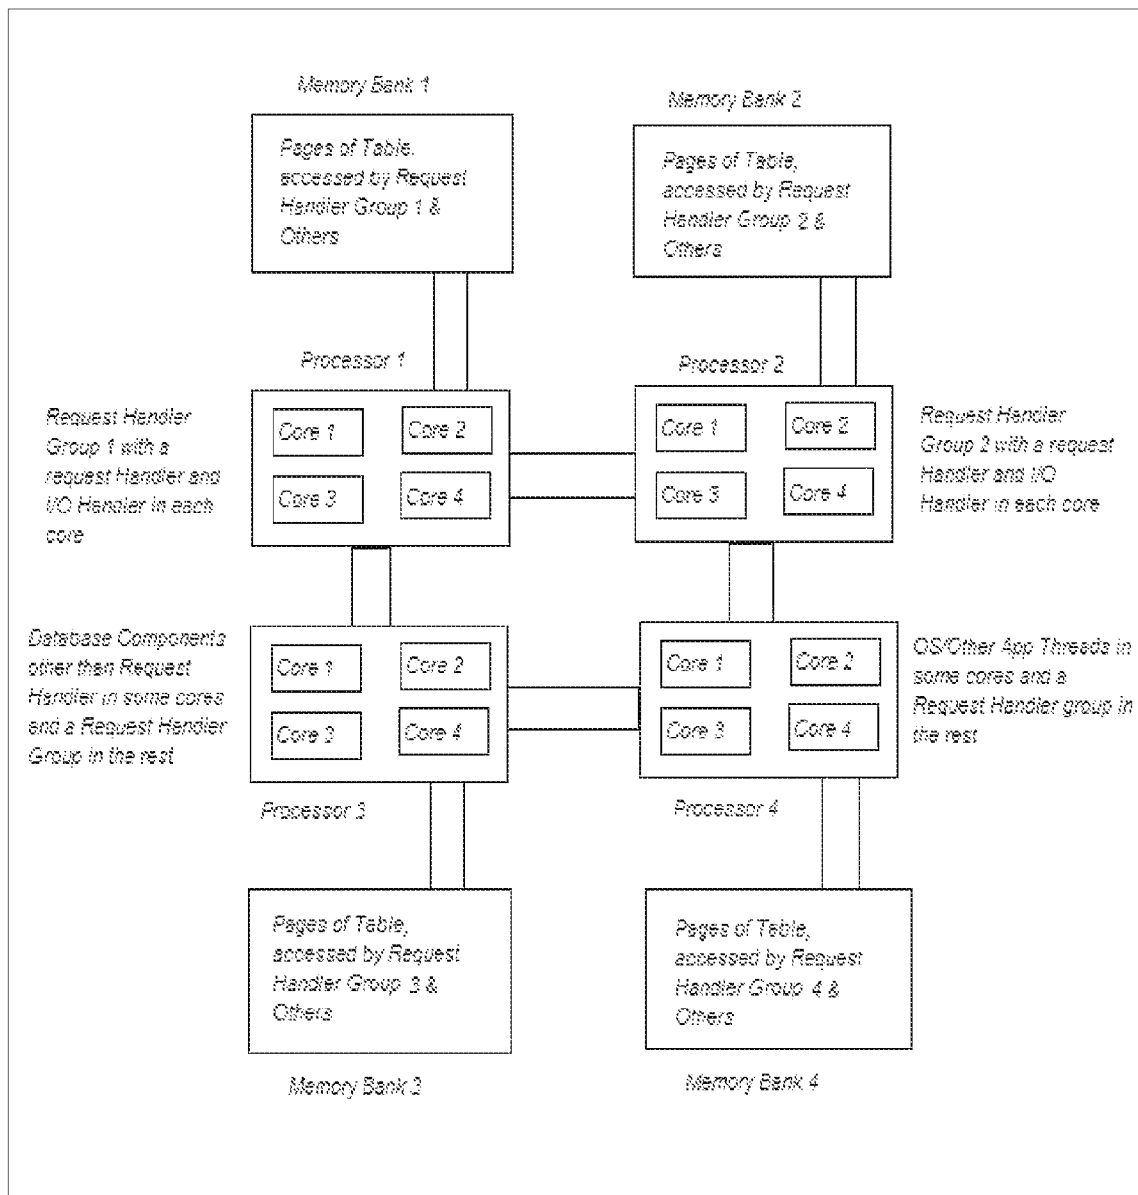 Memory Bank 1
Memory Bank 2
Pages of Table,
accessed by Request
Handler Group 1 &
Others
Pages of Table,
accessed by Request
Handler Group 2 &
Others
Processor 1
Processor 2
Request Handler
Group 1 with a
request Handler and
I/O Handler in each
core
Core 1
Core 2
Core 3
Core 4
Core 1
Core 2
Core 3
Core 4
Request Handler
Group 2 with a request
Handler and I/O
Handler in each core
Database Components
other than Request
Handler in some cores
and a Request Handler
Group in the rest
Core 1
Core 2
Core 3
Core 4
Core 1
Core 2
Core 3
Core 4
OS/Other App Threads in
some cores and a
Request Handler group in
the rest
Processor 3
Processor 4
Pages of Table,
accessed by Request
Handler Group 3 &
Others
Pages of Table,
accessed by Request
Handler Group 4 &
Others
Memory Bank 3
Memory Bank 4